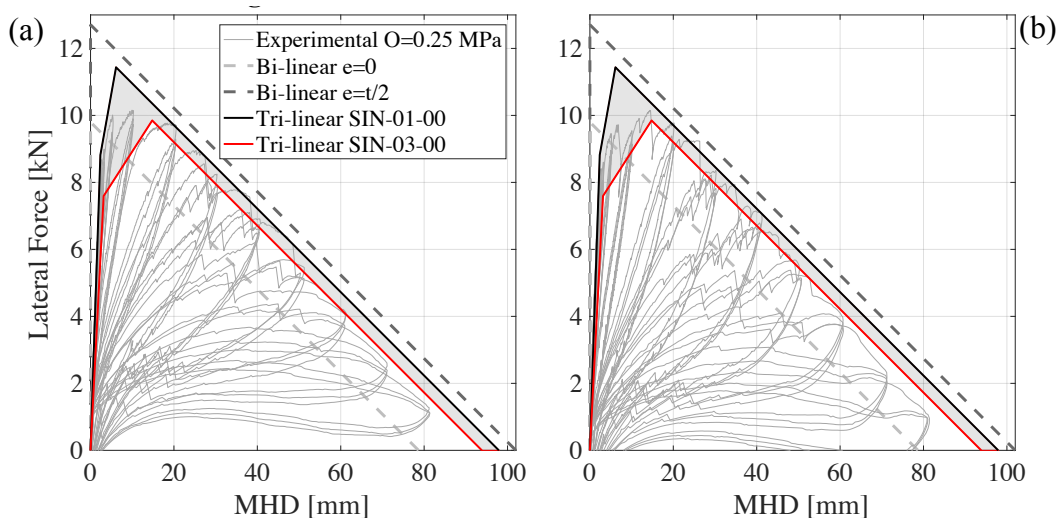 (a)
(b)
Experimental O=0.25 MPa
Bi-linear e=0
Bi-linear e=t/2
Tri-linear SIN-01-00
Tri-linear SIN-03-00
Lateral Force [kN]
12
10
8
6
4
2
0
0 20 40 60 80 100
MHD [mm]
12
10
8
6
4
2
0
0 20 40 60 80 100
MHD [mm]